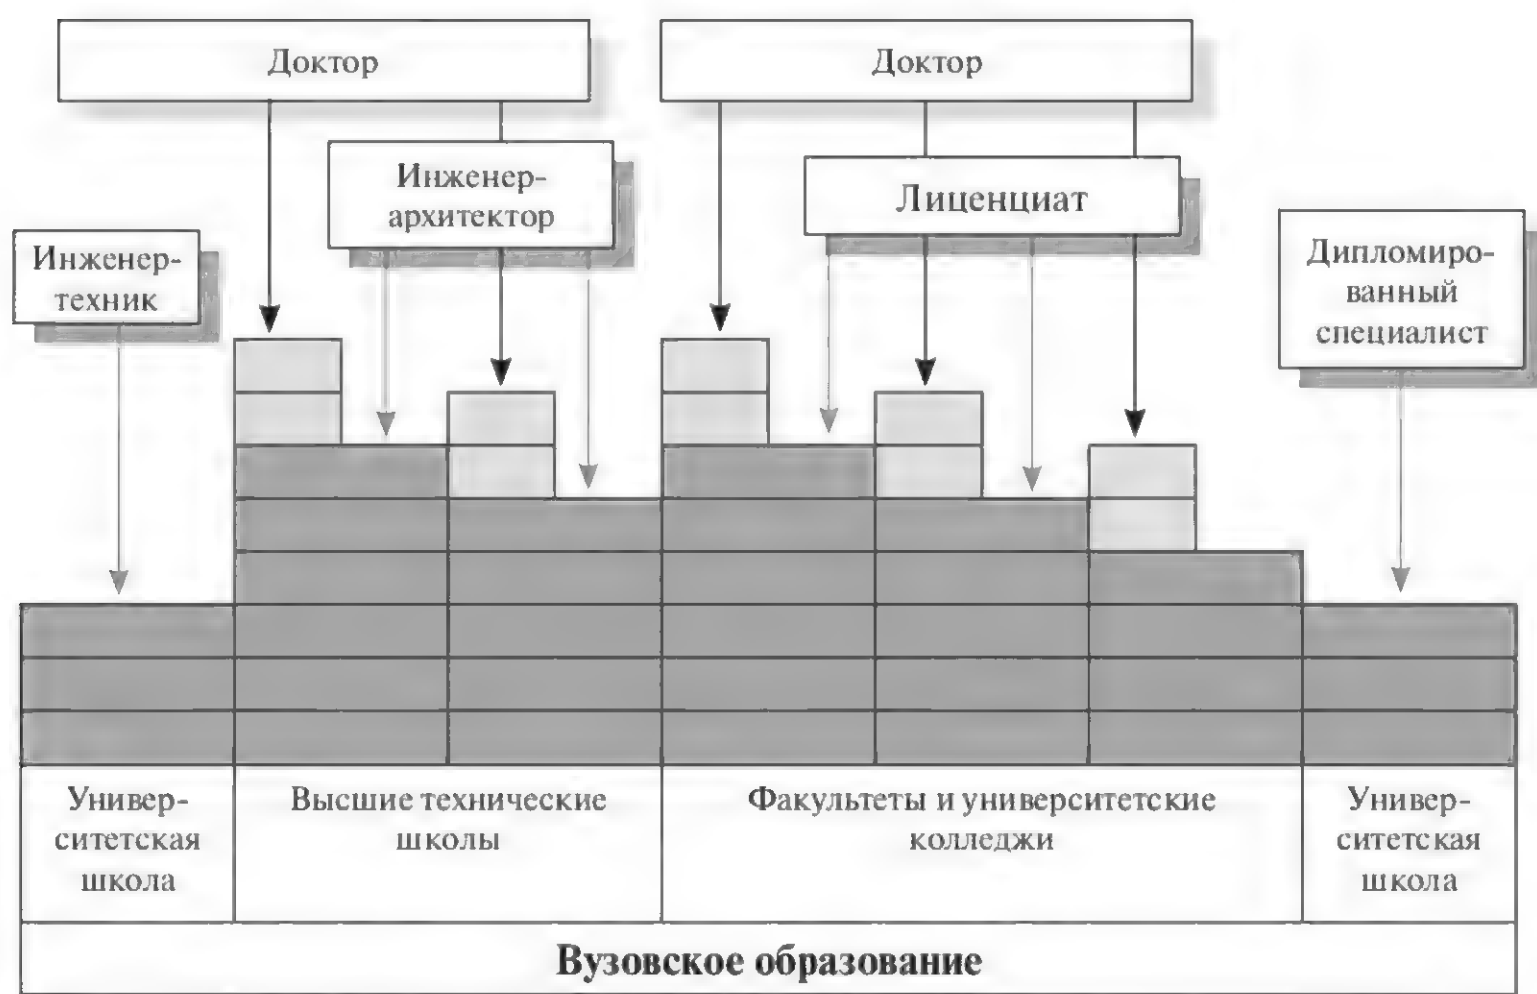 Доктор
Доктор
Инженер-
архитектор
Лиценциат
Инженер-
техник
Дипломиро-
ванный
специалист
Универ-
ситетская
школа
Высшие технические
школы
Факультеты и университетские
колледжи
Универ-
ситетская
школа
Вузовское образование